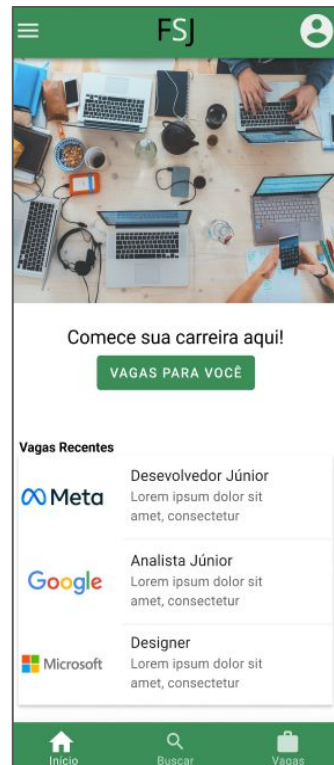 FSJ
Comece sua carreira aqui!
VAGAS PARA VOCÊ
Vagas Recentes
Meta
Desevolvedor Júnior
Lorem ipsum dolor sit
amet, consectetur
Google
Analista Júnior
Lorem ipsum dolor sit
amet, consectetur
Microsoft
Designer
Lorem ipsum dolor sit
amet, consectetur
Início
Buscar
Vagas